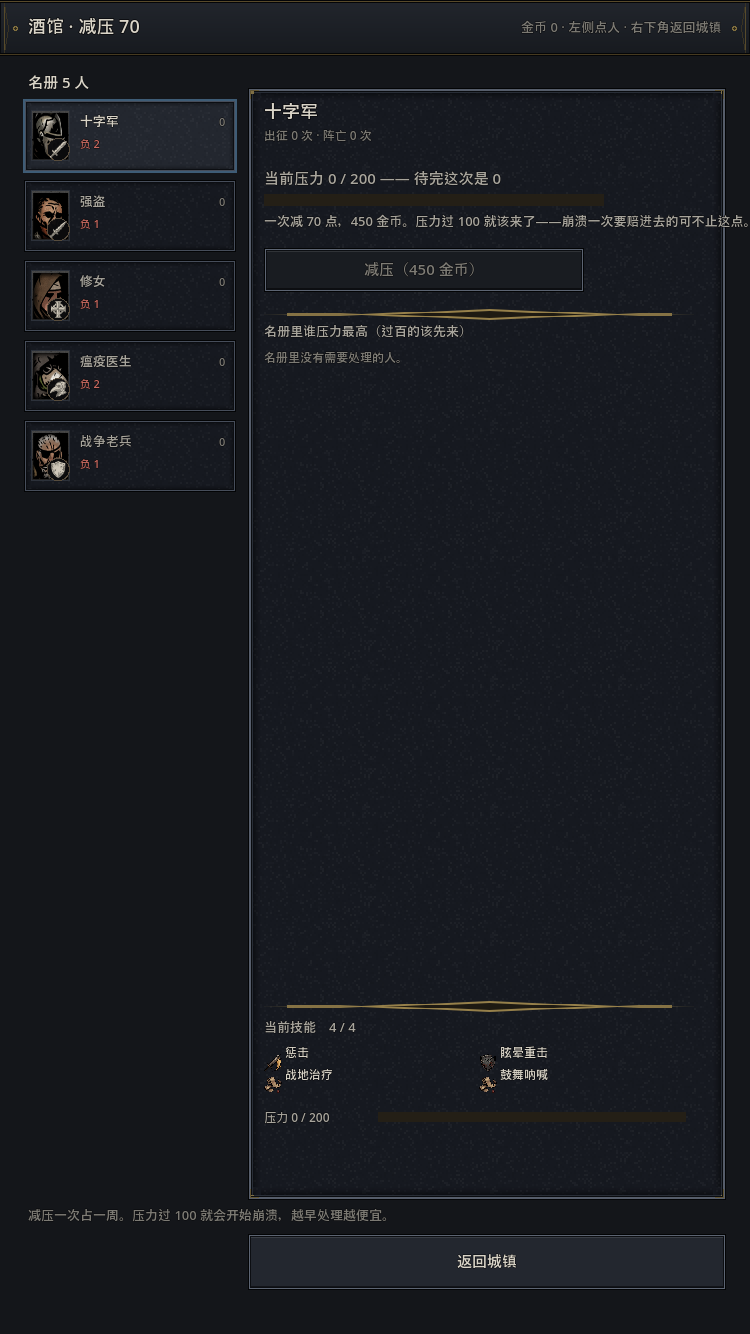 酒馆 · 减压 70
金币 0 · 左侧点人 · 右下角返回城镇
名册 5 人
十字军 0
负 2
强盗 0
负 1
修女 0
负 1
瘟疫医生 0
负 2
战争老兵 0
负 1
十字军
出征 0 次 · 阵亡 0 次
当前压力 0 / 200 —— 待完这次是 0
一次减 70 点，450 金币。压力过 100 就该来了——崩溃一次要赔进去的可不止这点。
减压（450 金币）
名册里谁压力最高（过百的该先来）
名册里没有需要处理的人。
当前技能 4 / 4
惩击 眩晕重击
战地治疗 鼓舞呐喊
压力 0 / 200
减压一次占一周。压力过 100 就会开始崩溃，越早处理越便宜。
返回城镇